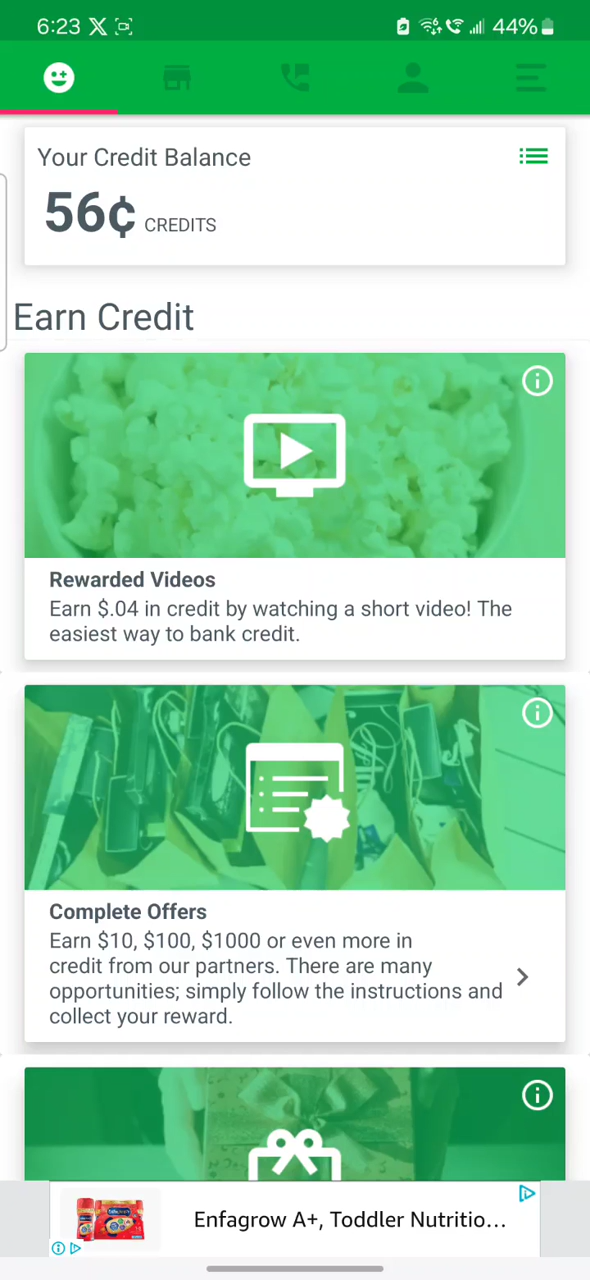 6:23 X 44%
Your Credit Balance
56¢ CREDITS
Earn Credit
Rewarded Videos
Earn $.04 in credit by watching a short video! The
easiest way to bank credit.
Complete Offers
Earn $10, $100, $1000 or even more in
credit from our partners. There are many
opportunities; simply follow the instructions and
collect your reward.
Enfagrow A+, Toddler Nutritio...